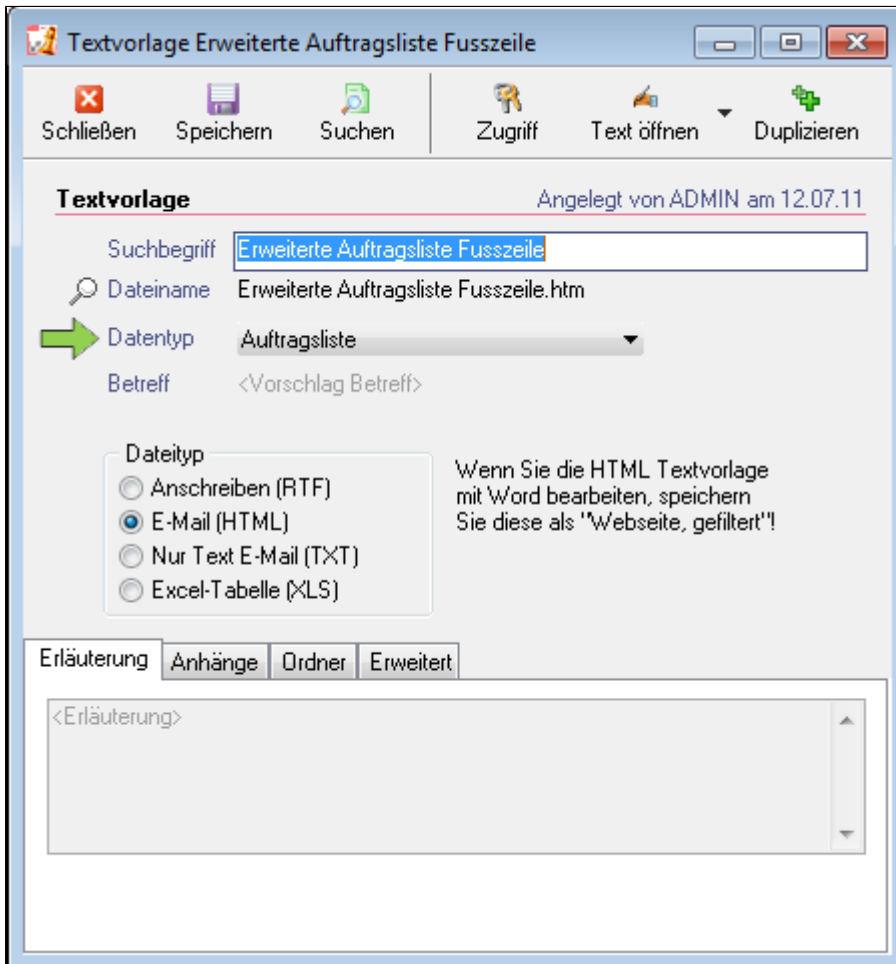 Textvorlage Erweiterte Auftragsliste Fusszeile
Schließen Speichern Suchen Zugriff Text öffnen Duplizieren
Textvorlage Angelegt von ADMIN am 12.07.11
Suchbegriff Erweiterte Auftragsliste Fusszeile
Dateiname Erweiterte Auftragsliste Fusszeile.htm
Datentyp Auftragsliste
Betreff <Vorschlag Betreff>
Dateityp
Anschreiben (RTF)
E-Mail (HTML)
Nur Text E-Mail (TXT)
Excel-Tabelle (XLS)
Wenn Sie die HTML Textvorlage
mit Word bearbeiten, speichern
Sie diese als "Webseite, gefiltert"!
Erläuterung Anhänge Ordner Erweitert
<Erläuterung>